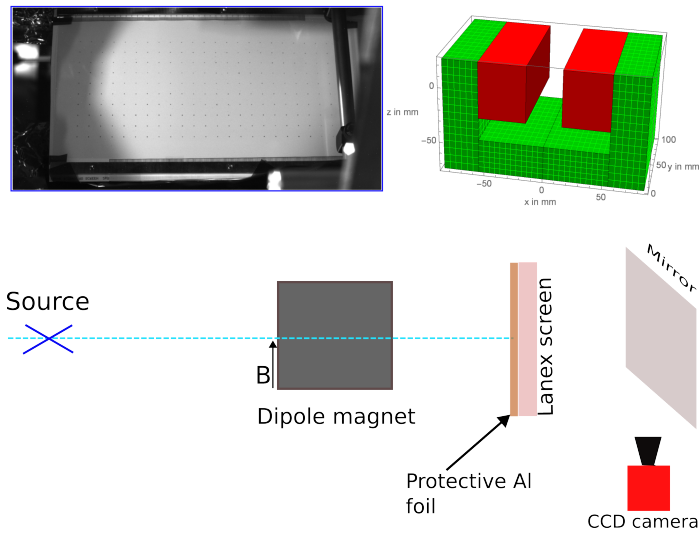 z in mm
0
−50
−50
0
50
x in mm
100
50
0
y in mm
Source
Mirror
B
Dipole magnet
Lanex screen
Protective Al
foil
CCD camera